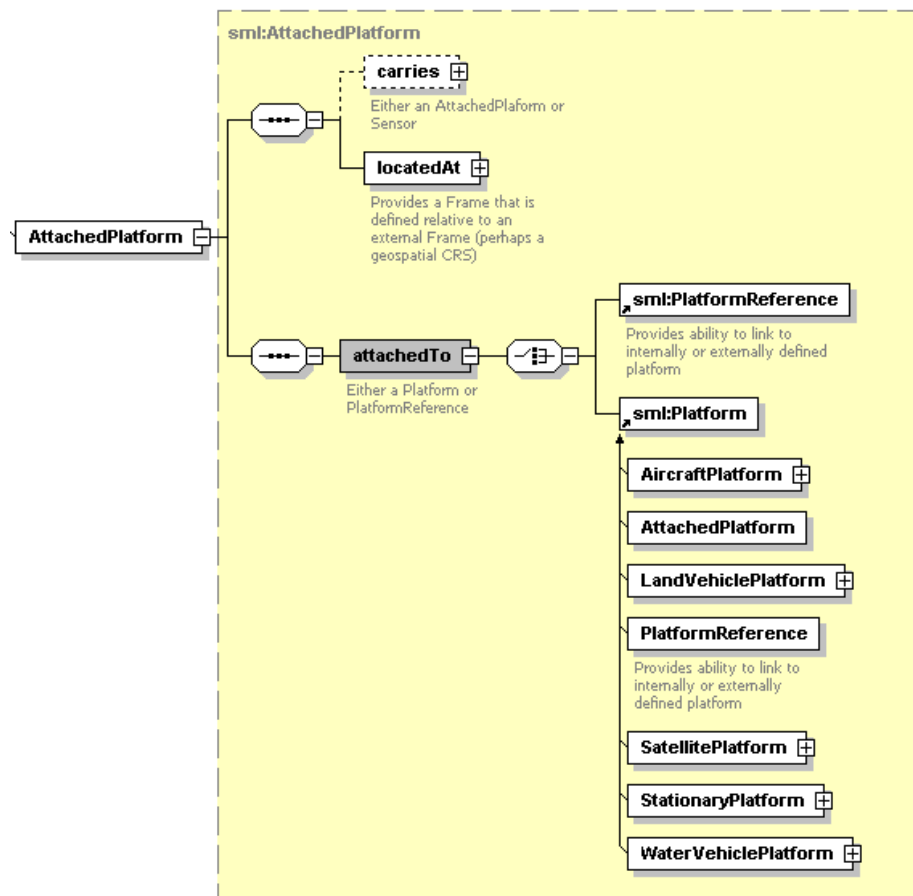 sml:AttachedPlatform
carries
Either an AttachedPlaform or
Sensor
locatedAt
Provides a Frame that is
defined relative to an
external Frame (perhaps a
geospatial CRS)
AttachedPlatform
attachedTo
Either a Platform or
PlatformReference
sml:PlatformReference
Provides ability to link to
internally or externally defined
platform
sml:Platform
AircraftPlatform
AttachedPlatform
LandVehiclePlatform
PlatformReference
Provides ability to link to
internally or externally
defined platform
SatellitePlatform
StationaryPlatform
WaterVehiclePlatform